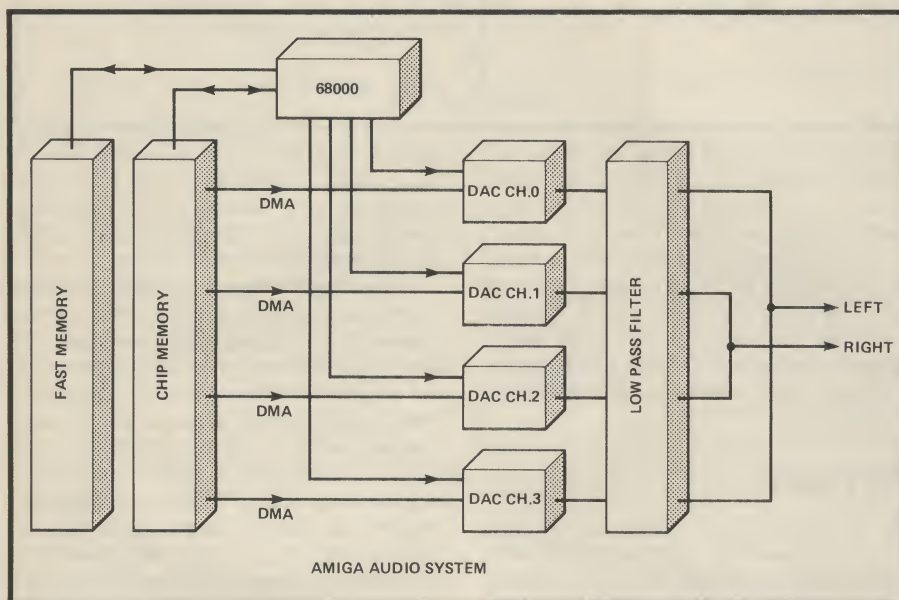 68000
FAST MEMORY
CHIP MEMORY
DMA
DAC CH.0
DMA
DAC CH.1
DMA
DAC CH.2
DMA
DAC CH.3
LOW PASS FILTER
LEFT
RIGHT
AMIGA AUDIO SYSTEM